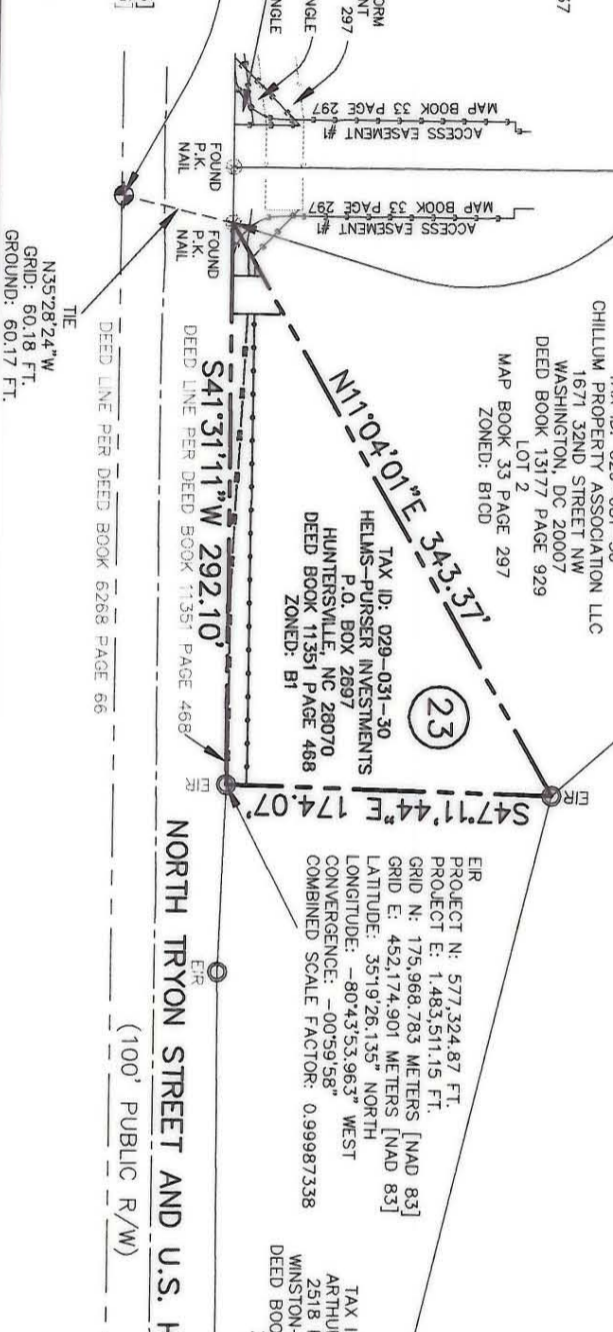 57
ORM
NT
297
NGLE
NGLE
MAP BOOK 33 PAGE 297
ACCESS EASEMENT #1
MAP BOOK 33 PAGE 297
ACCESS EASEMENT #1
FOUND
P.K.
NAIL
FOUND
P.K.
NAIL
TIE
N35°28'24"W
GRID: 60.18 FT.
GROUND: 60.17 FT.
CHILLUM PROPERTY ASSOCIATION LLC
1671 32ND STREET NW
WASHINGTON, DC 20007
DEED BOOK 13177 PAGE 929
LOT 2
MAP BOOK 33 PAGE 297
ZONED: B1CD
N11°04'01"E 343.37'
TAX ID: 029-031-30
HELMS-PURSER INVESTMENTS
P.O. BOX 2697
HUNTERSVILLE, NC 28070
DEED BOOK 11351 PAGE 468
ZONED: B1
23
S41°31'11"W 292.10'
DEED LINE PER DEED BOOK 11351 PAGE 468
DEED LINE PER DEED BOOK 6268 PAGE 66
S47°11'44"E 174.07'
EIR
EIR
EIR
EIR
PROJECT N: 577,324.87 FT.
PROJECT E: 1,483,511.15 FT.
GRID N: 175,968.783 METERS [NAD 83]
GRID E: 452,174.901 METERS [NAD 83]
LATITUDE: 35°19'26.135" NORTH
LONGITUDE: -80°43'53.963" WEST
CONVERGENCE: -00°59'58"
COMBINED SCALE FACTOR: 0.99987338
NORTH TRYON STREET AND U.S. H
(100' PUBLIC R/W)
TAX I
ARTHU
2518
WINSTON-
DEED BOO